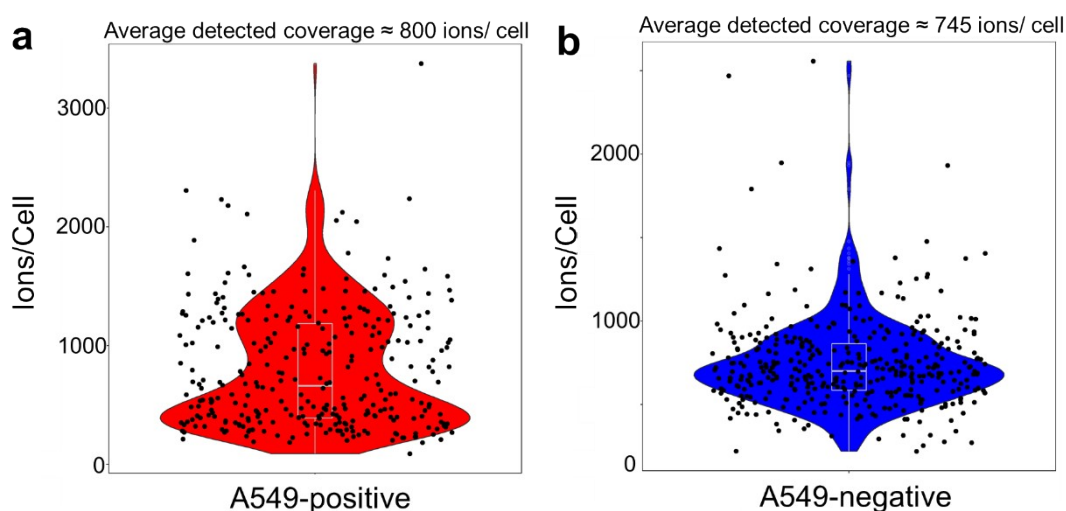 a
Average detected coverage ≈ 800 ions/ cell
Ions/Cell
3000
2000
1000
0
A549-positive
b
Average detected coverage ≈ 745 ions/ cell
Ions/Cell
2000
1000
0
A549-negative